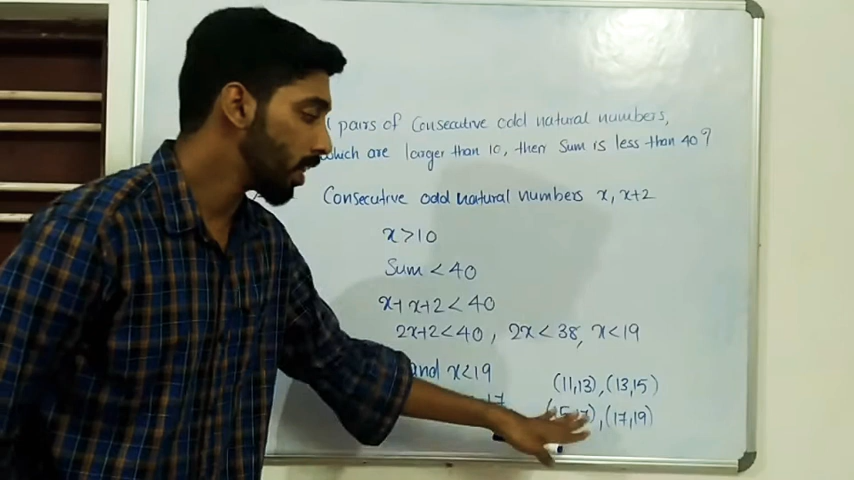 pairs of Consecutive odd natural numbers,
which are larger than 10, their Sum is less than 40?
Consecutive odd natural numbers x, x+2
x>10
Sum < 40
x+x+2 < 40
2x+2<40, 2x<38, x<19
and x<19
(11,13), (13,15)
17
, (17,19)